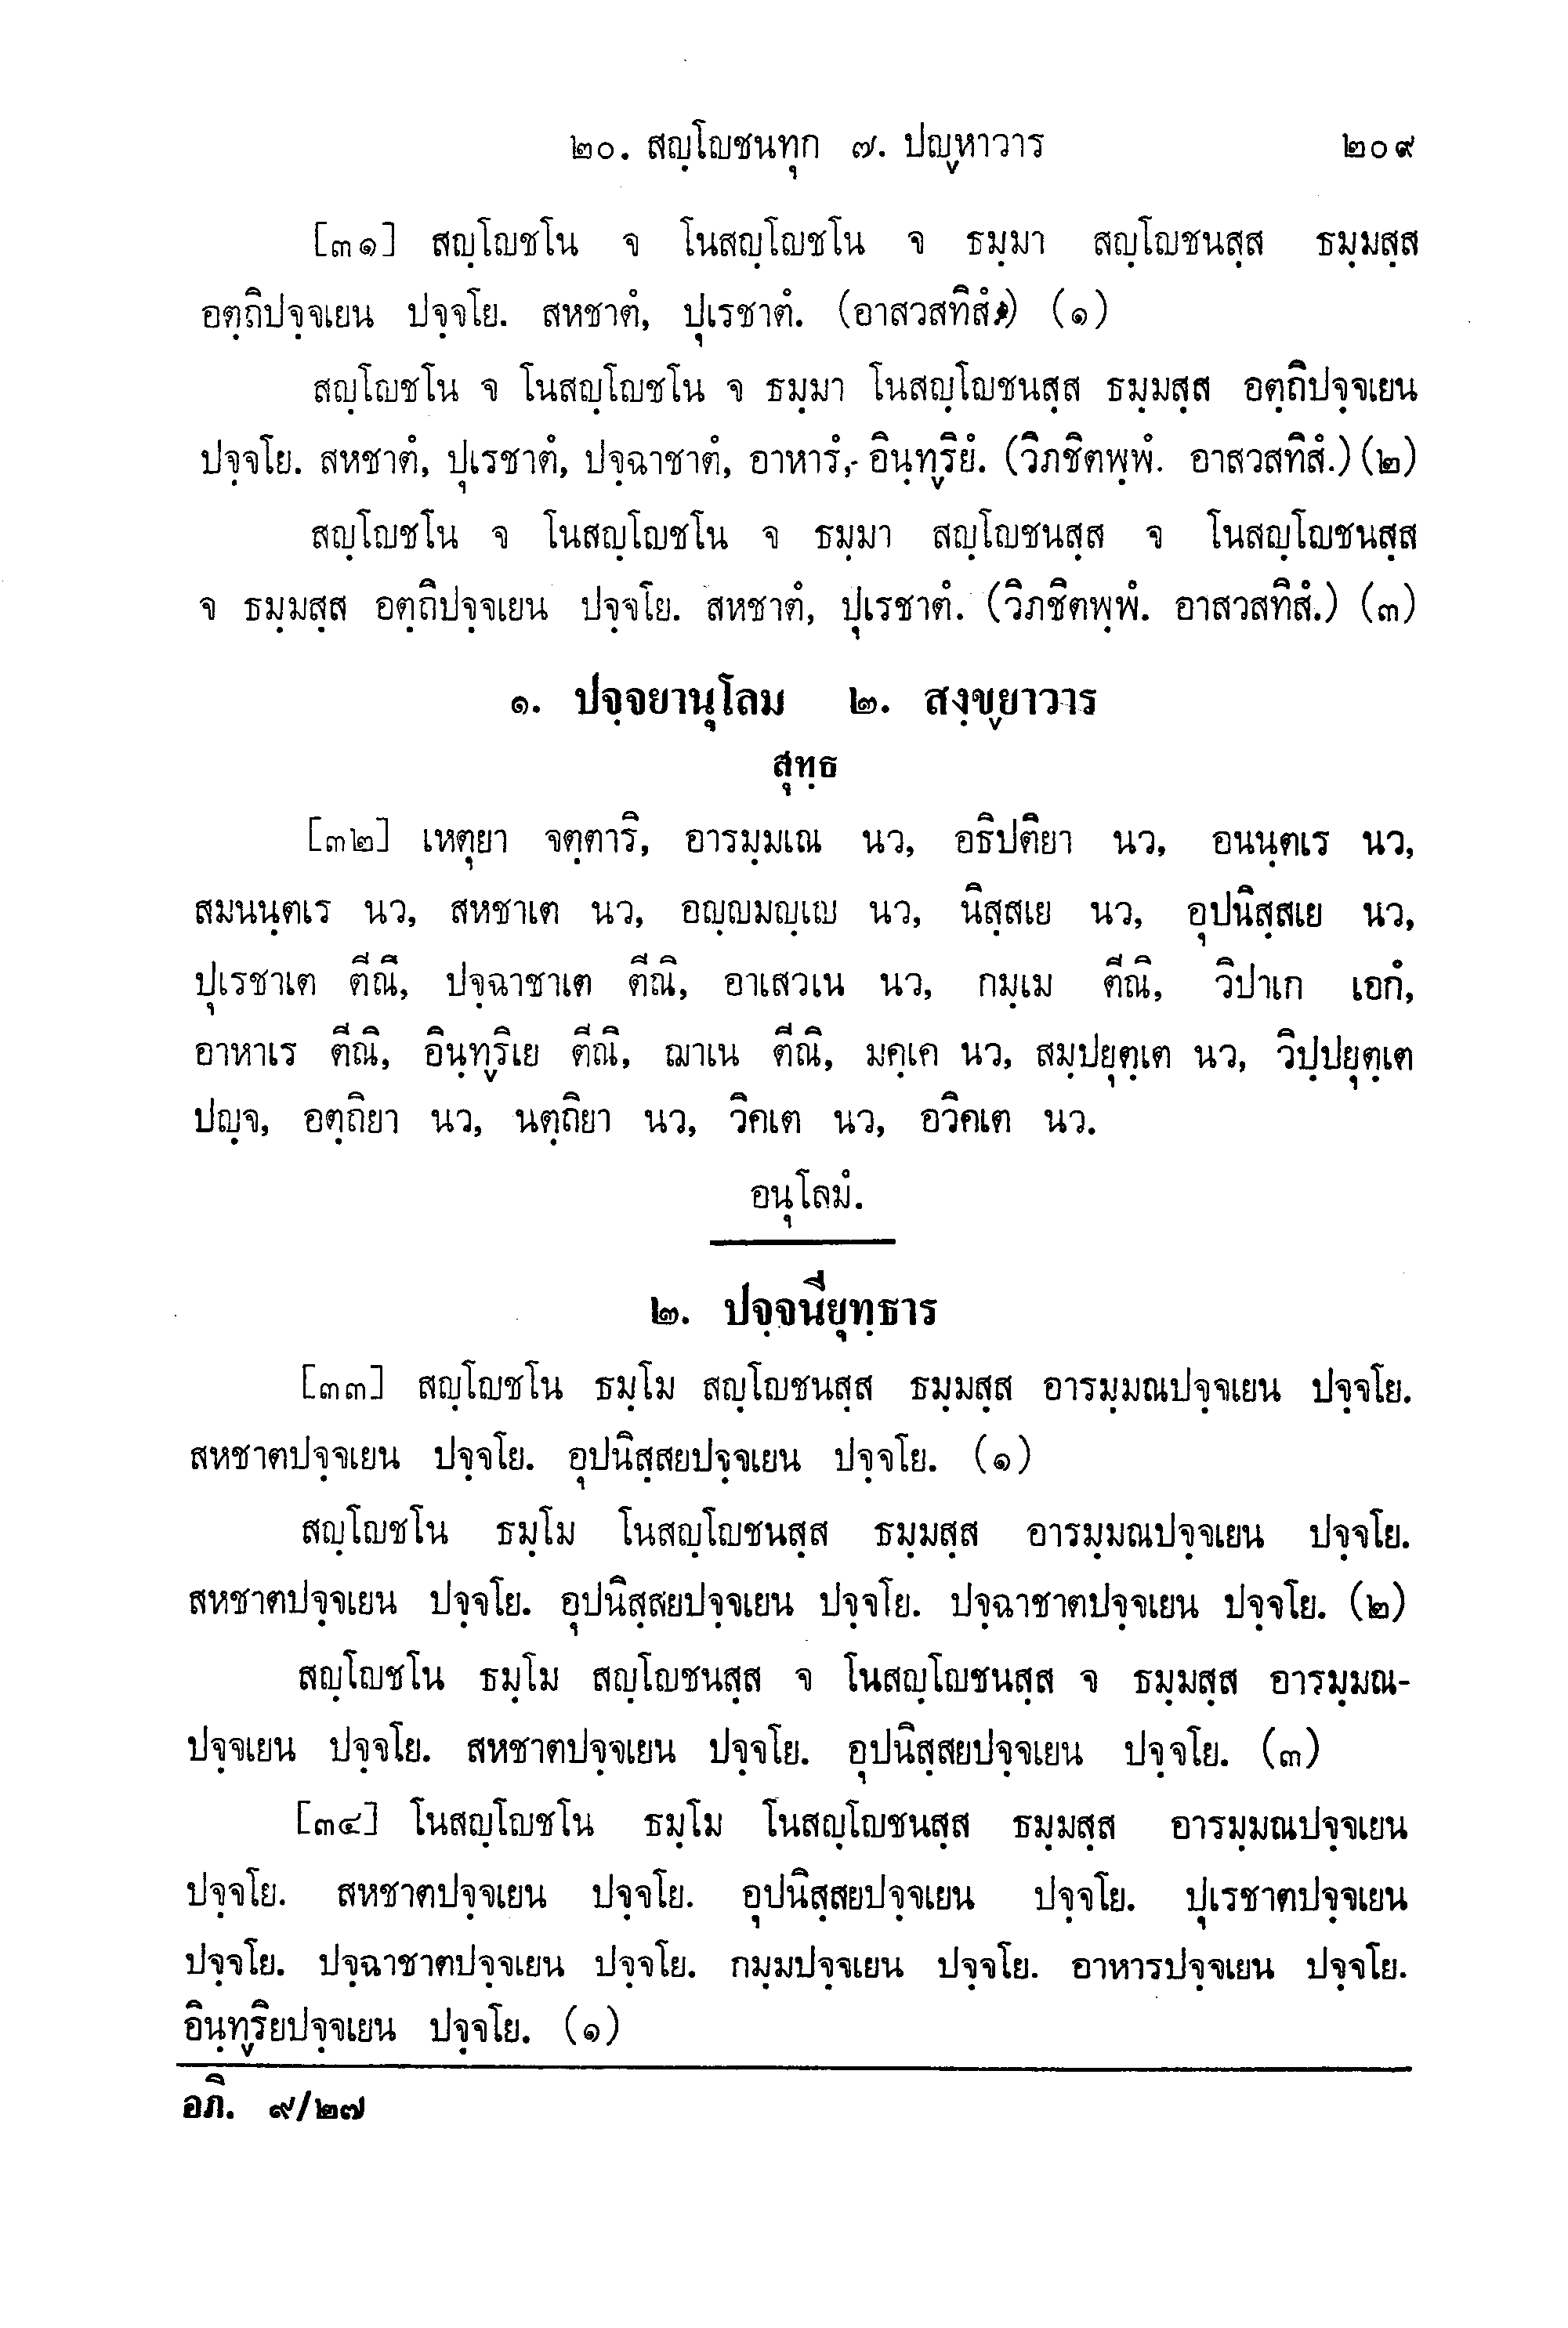 ๒๐. สญฺโญชนทุก ๗. ปญฺหาวาร ๒๐๙
[๓๑] สญฺโญชโน จ โนสญฺโญชโน จ ธมฺมา สญฺโญชนสฺส ธมฺมสฺส
อตฺถิปจฺจเยน ปจฺจโย. สหชาตํ, ปุเรชาตํ. (อาสวสทิสํ.) (๑)
สญฺโญชโน จ โนสญฺโญชโน จ ธมฺมา โนสญฺโญชนสฺส ธมฺมสฺส อตฺถิปจฺจเยน
ปจฺจโย. สหชาตํ, ปุเรชาตํ, ปจฺฉาชาตํ, อาหารํ, อินฺทฺริยํ. (วิภชิตพฺพํ. อาสวสทิสํ.) (๒)
สญฺโญชโน จ โนสญฺโญชโน จ ธมฺมา สญฺโญชนสฺส จ โนสญฺโญชนสฺส
จ ธมฺมสฺส อตฺถิปจฺจเยน ปจฺจโย. สหชาตํ, ปุเรชาตํ. (วิภชิตพฺพํ. อาสวสทิสํ.) (๓)
๑. ปจฺจยานุโลม ๒. สงฺขฺยาวาร
สุทฺธ
[๓๒] เหตุยา จตฺตาริ, อารมฺมเณ นว, อธิปติยา นว, อนนฺตเร นว,
สมนนฺตเร นว, สหชาเต นว, อญฺญมญฺเญ นว, นิสฺสเย นว, อุปนิสฺสเย นว,
ปุเรชาเต ตีณิ, ปจฺฉาชาเต ตีณิ, อาเสวเน นว, กมฺเม ตีณิ, วิปาเก เอกํ,
อาหาเร ตีณิ, อินฺทฺริเย ตีณิ, ฌาเน ตีณิ, มคฺเค นว, สมฺปยุตฺเต นว, วิปฺปยุตฺเต
ปญฺจ, อตฺถิยา นว, นตฺถิยา นว, วิคเต นว, อวิคเต นว.
อนุโลมํ.
๒. ปจฺจนียุทฺธาร
[๓๓] สญฺโญชโน ธมฺโม สญฺโญชนสฺส ธมฺมสฺส อารมฺมณปจฺจเยน ปจฺจโย.
สหชาตปจฺจเยน ปจฺจโย. อุปนิสฺสยปจฺจเยน ปจฺจโย. (๑)
สญฺโญชโน ธมฺโม โนสญฺโญชนสฺส ธมฺมสฺส อารมฺมณปจฺจเยน ปจฺจโย.
สหชาตปจฺจเยน ปจฺจโย. อุปนิสฺสยปจฺจเยน ปจฺจโย. ปจฺฉาชาตปจฺจเยน ปจฺจโย. (๒)
สญฺโญชโน ธมฺโม สญฺโญชนสฺส จ โนสญฺโญชนสฺส จ ธมฺมสฺส อารมฺมณ-
ปจฺจเยน ปจฺจโย. สหชาตปจฺจเยน ปจฺจโย. อุปนิสฺสยปจฺจเยน ปจฺจโย. (๓)
[๓๔] โนสญฺโญชโน ธมฺโม โนสญฺโญชนสฺส ธมฺมสฺส อารมฺมณปจฺจเยน
ปจฺจโย. สหชาตปจฺจเยน ปจฺจโย. อุปนิสฺสยปจฺจเยน ปจฺจโย. ปุเรชาตปจฺจเยน
ปจฺจโย. ปจฺฉาชาตปจฺจเยน ปจฺจโย. กมฺมปจฺจเยน ปจฺจโย. อาหารปจฺจเยน ปจฺจโย.
อินฺทฺริยปจฺจเยน ปจฺจโย. (๑)
อภิ. ๙/๒๗